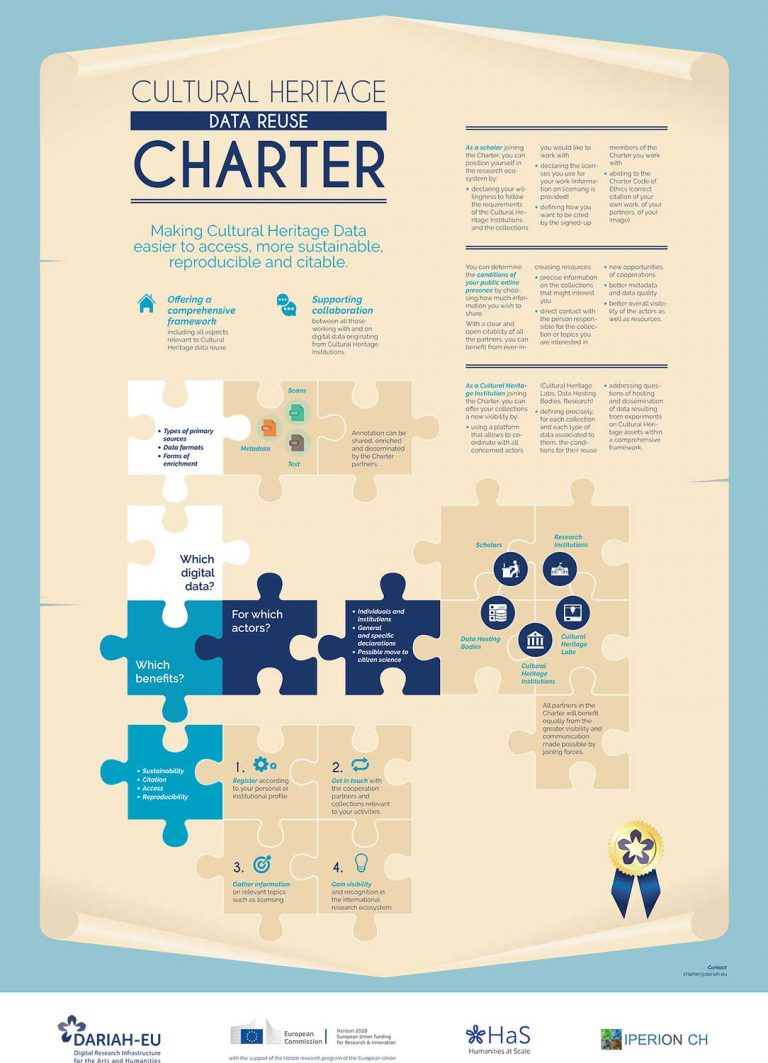 CULTURAL HERITAGE
DATA REUSE
CHARTER
Making Cultural Heritage Data
easier to access, more sustainable,
reproducible and citable.
Offering a
comprehensive
framework
including all aspects
relevant to Cultural
Heritage data reuse
Supporting
collaboration
between all those
working with and on
digital data originating
from Cultural Heritage
Institutions
As a scholar joining
the Charter, you can
position yourself in
the research eco-
system by:
• declaring your wil-
lingness to follow
the requirements
of the Cultural He-
ritage Institutions
and the collections
you would like to
work with
• declaring the licen-
ses you use for
your work (informa-
tion on licensing is
provided)
• defining how you
want to be cited
by the signed-up
members of the
Charter you work
with
• abiding to the
Charter Code of
Ethics (correct
citation of your
own work, of your
partners, of your
image)
You can determine
the conditions of
your public online
presence by choo-
sing how much infor-
mation you wish to
share.
With a clear and
open citability of all
the partners, you can
benefit from ever-in-
creasing resources:
• precise information
on the collections
that might interest
you
• direct contact with
the person respon-
sible for the collec-
tion or topics you
are interested in
• new opportunities
of cooperations
• better metadata
and data quality
• better overall visibi-
lity of the actors as
well as resources.
As a Cultural Herita-
ge Institution joining
the Charter, you can
offer your collections
a new visibility by:
• using a platform
that allows to co-
ordinate with all
concerned actors
(Cultural Heritage
Labs, Data Hosting
Bodies, Research)
• defining precisely,
for each collection
and each type of
data associated to
them, the condi-
tions for their reuse
• addressing ques-
tions of hosting
and dissemination
of data resulting
from experiments
on Cultural Heri-
tage assets within
a comprehensive
framework.
• Types of primary
sources
• Data formats
• Forms of
enrichment
Scans
Metadata
TXT
Text
Annotation can be
shared, enriched
and disseminated
by the Charter
partners.
Which
digital
data?
For which
actors?
• Individuals and
institutions
• General
and specific
declarations
• Possible move to
citizen science
Which
benefits?
Scholars
Research
Institutions
Data Hosting
Bodies
Cultural
Heritage
Labs
Cultural
Heritage
Institutions
All partners in the
Charter will benefit
equally from the
greater visibility and
communication
made possible by
joining forces.
• Sustainability
• Citation
• Access
• Reproducibility
1.
Register according
to your personal or
institutional profile.
2.
Get in touch with
the cooperation
partners and
collections relevant
to your activities.
3.
Gather information
on relevant topics
such as licensing.
4.
Gain visibility
and recognition in
the international
research ecosystem.
Contact
charter@dariah.eu
DARIAH-EU
Digital Research Infrastructure
for the Arts and Humanities
European
Commission
Horizon 2020
European Union funding
for Research & Innovation
with the support of the H2020 research program of the European Union
HaS
Humanities at Scale
IPERION CH